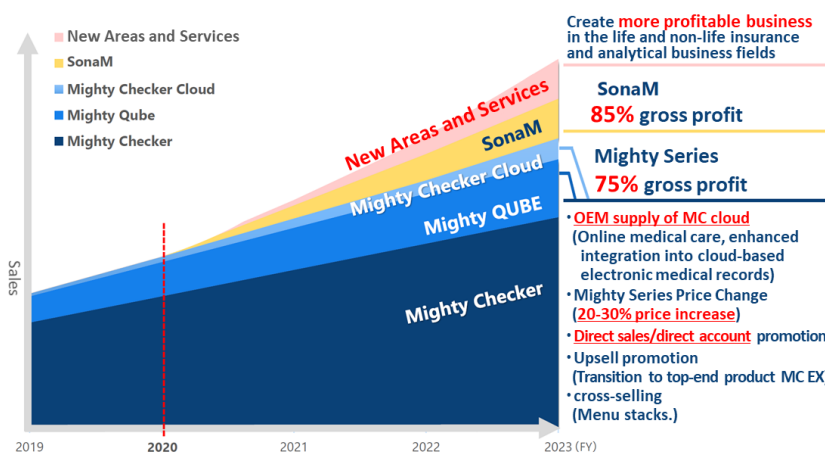 New Areas and Services
SonaM
Mighty Checker Cloud
Mighty Qube
Mighty Checker
Sales
New Areas and Services
SonaM
Mighty Checker Cloud
Mighty QUBE
Mighty Checker
2019
2020
2021
2022
2023 (FY)
Create more profitable business
in the life and non-life insurance
and analytical business fields
SonaM
85% gross profit
Mighty Series
75% gross profit
・OEM supply of MC cloud
(Online medical care, enhanced
integration into cloud-based
electronic medical records)
・Mighty Series Price Change
(20-30% price increase)
・Direct sales/direct account promotion
・Upsell promotion
(Transition to top-end product MC EX)
・cross-selling
(Menu stacks.)